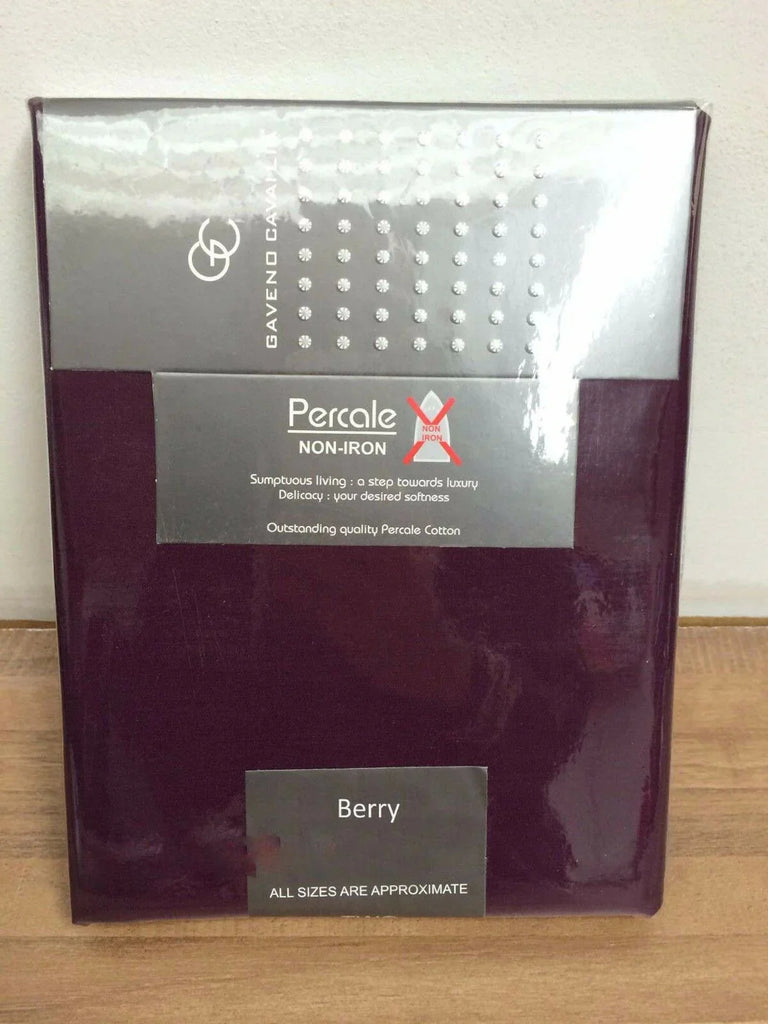 GAVENO CAVAILIA
Percale
NON-IRON
NON
IRON
Sumptuous living : a step towards luxury
Delicacy : your desired softness
Outstanding quality Percale Cotton
Berry
ALL SIZES ARE APPROXIMATE